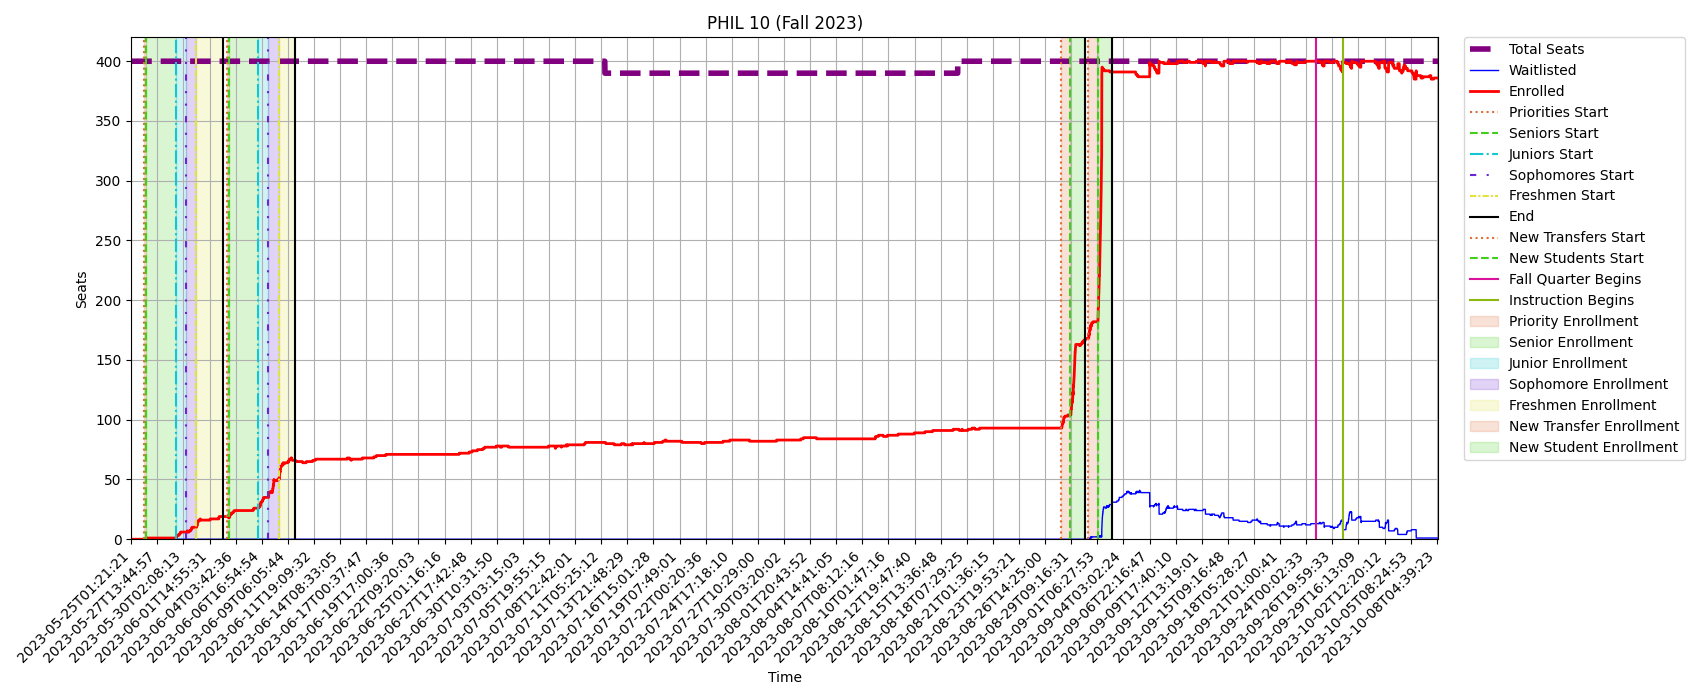 PHIL 10 (Fall 2023)
Seats
400
350
300
250
200
150
100
50
0
2023-05-25T01:21:21
2023-05-27T13:44:57
2023-05-30T02:08:13
2023-06-01T14:55:31
2023-06-04T03:42:36
2023-06-06T16:54:54
2023-06-09T06:05:44
2023-06-11T19:09:32
2023-06-14T08:33:05
2023-06-17T00:37:47
2023-06-19T17:00:36
2023-06-22T09:20:03
2023-06-25T01:16:16
2023-06-27T17:42:48
2023-06-30T10:31:50
2023-07-03T03:15:03
2023-07-05T19:55:15
2023-07-08T12:42:01
2023-07-11T05:25:12
2023-07-13T21:48:29
2023-07-16T15:01:28
2023-07-19T07:49:01
2023-07-22T00:20:36
2023-07-24T17:18:10
2023-07-27T10:29:00
2023-07-30T03:20:02
2023-08-01T20:43:52
2023-08-04T14:41:05
2023-08-07T08:12:16
2023-08-10T01:47:16
2023-08-12T19:47:40
2023-08-15T13:36:48
2023-08-18T07:29:25
2023-08-21T01:36:15
2023-08-23T19:53:21
2023-08-26T14:25:00
2023-08-29T09:16:31
2023-09-01T06:27:53
2023-09-04T03:02:24
2023-09-06T22:16:47
2023-09-09T17:40:10
2023-09-12T13:19:01
2023-09-15T09:16:48
2023-09-18T05:28:27
2023-09-21T01:00:41
2023-09-24T00:02:33
2023-09-26T19:59:33
2023-09-29T16:13:09
2023-10-02T12:20:12
2023-10-05T08:24:53
2023-10-08T04:39:23
Time
Total Seats
Waitlisted
Enrolled
Priorities Start
Seniors Start
Juniors Start
Sophomores Start
Freshmen Start
End
New Transfers Start
New Students Start
Fall Quarter Begins
Instruction Begins
Priority Enrollment
Senior Enrollment
Junior Enrollment
Sophomore Enrollment
Freshmen Enrollment
New Transfer Enrollment
New Student Enrollment